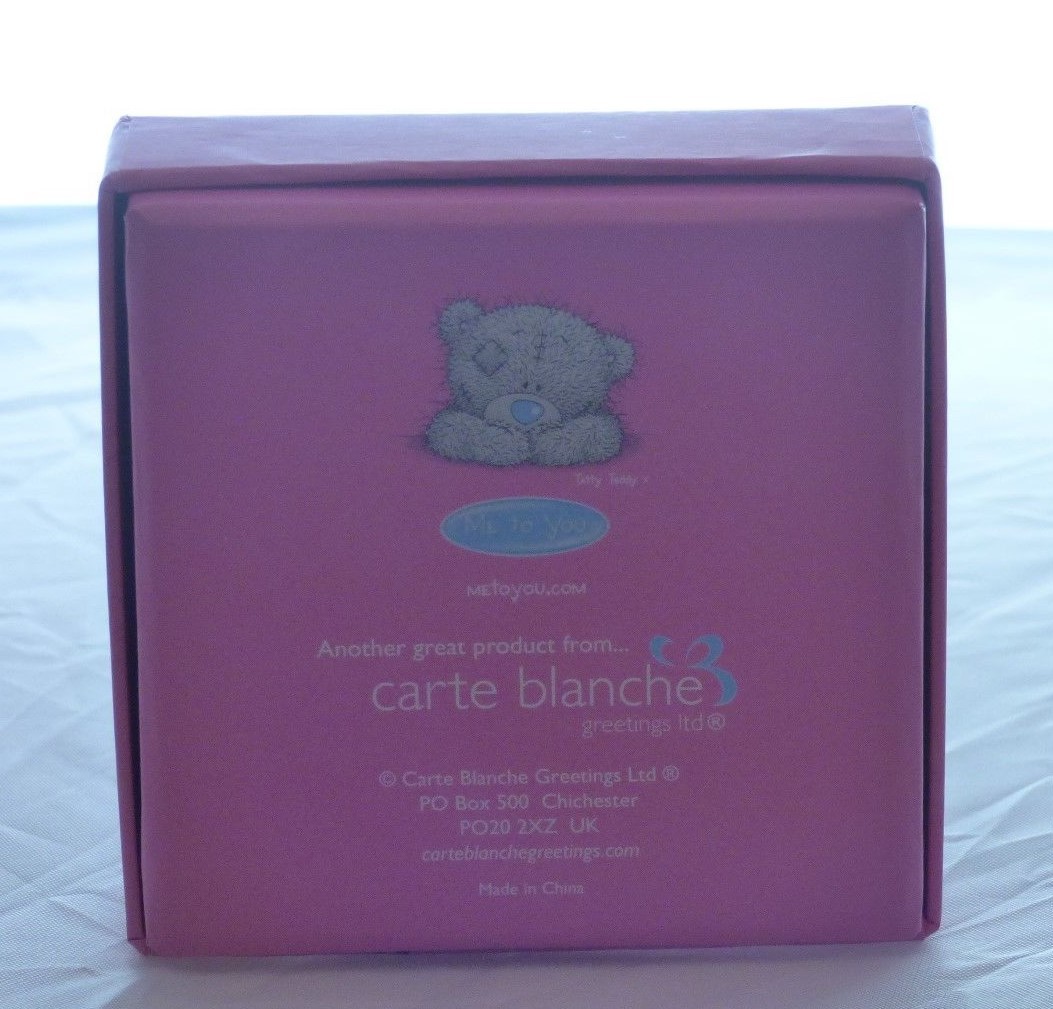 Tatty Teddy
ME to you
METoyou.COM
Another great product from...
carte blanche
greetings ltd®
© Carte Blanche Greetings Ltd ®
PO Box 500 Chichester
PO20 2XZ UK
carteblanchegreetings.com
Made in China